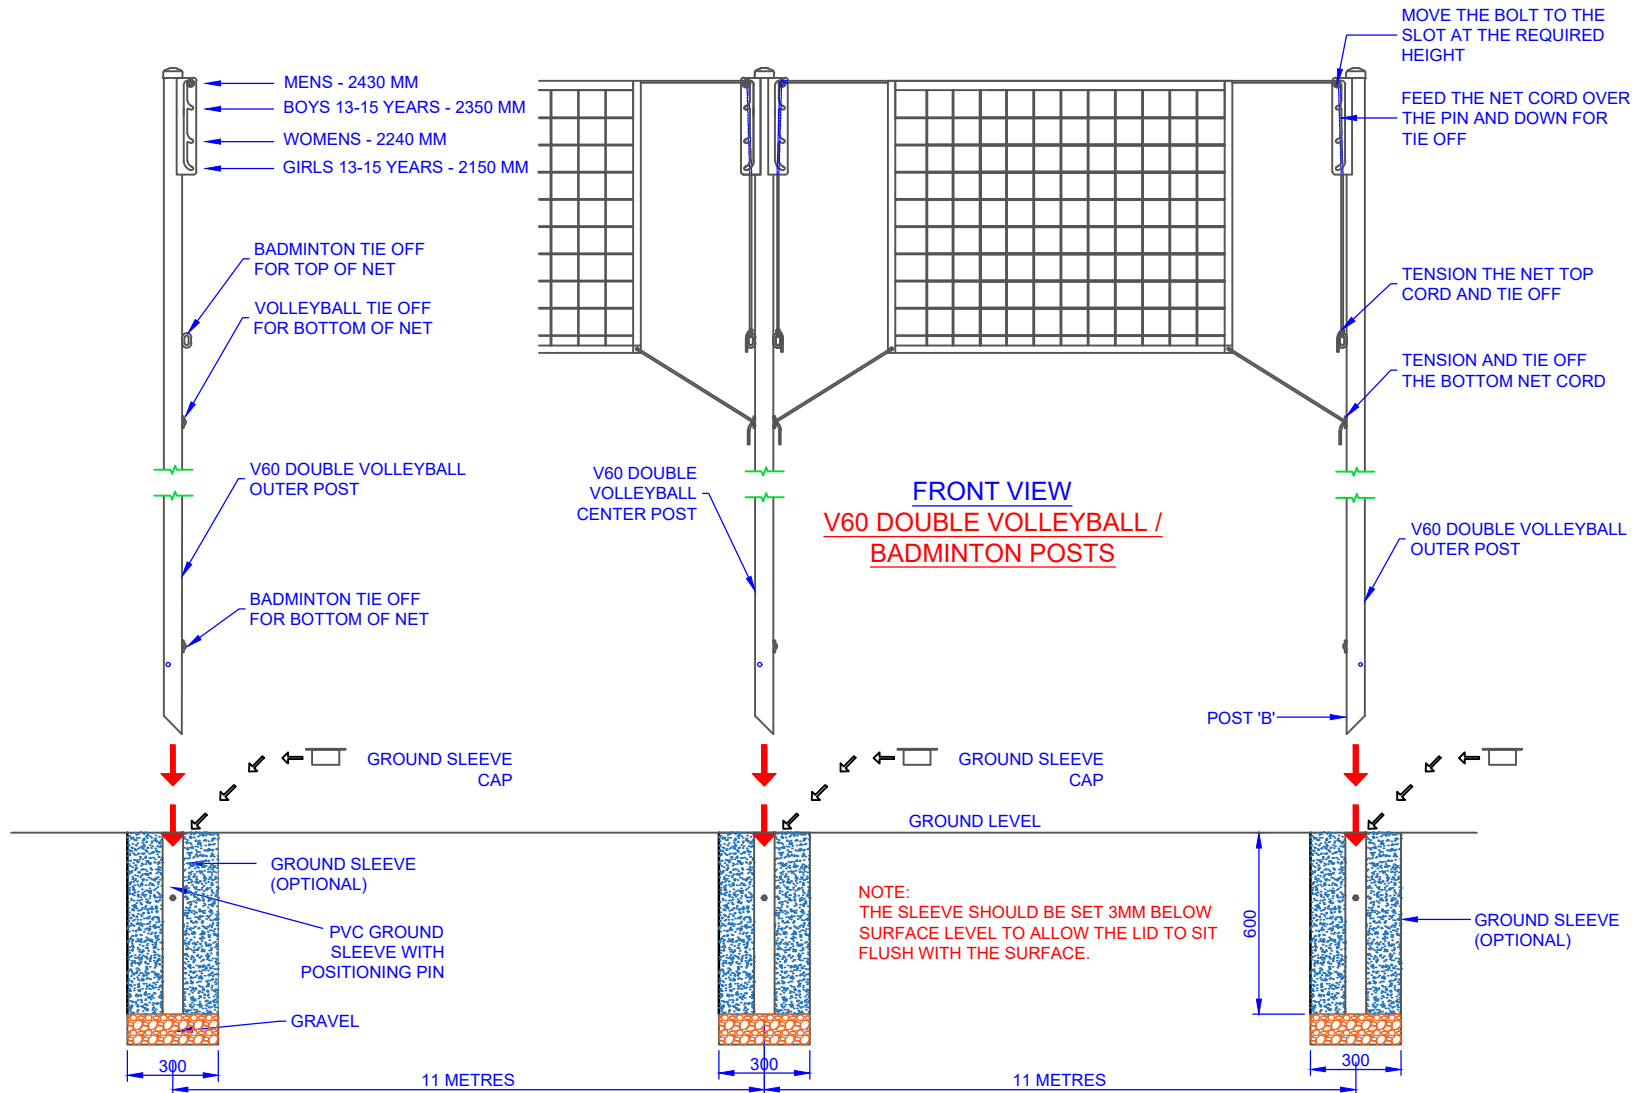 MOVE THE BOLT TO THE
SLOT AT THE REQUIRED
HEIGHT
MENS - 2430 MM
BOYS 13-15 YEARS - 2350 MM
WOMENS - 2240 MM
GIRLS 13-15 YEARS - 2150 MM
FEED THE NET CORD OVER
THE PIN AND DOWN FOR
TIE OFF
BADMINTON TIE OFF
FOR TOP OF NET
VOLLEYBALL TIE OFF
FOR BOTTOM OF NET
TENSION THE NET TOP
CORD AND TIE OFF
TENSION AND TIE OFF
THE BOTTOM NET CORD
V60 DOUBLE VOLLEYBALL
OUTER POST
V60 DOUBLE
VOLLEYBALL
CENTER POST
FRONT VIEW
V60 DOUBLE VOLLEYBALL /
BADMINTON POSTS
V60 DOUBLE VOLLEYBALL
OUTER POST
BADMINTON TIE OFF
FOR BOTTOM OF NET
POST 'B'
GROUND SLEEVE
CAP
GROUND SLEEVE
CAP
GROUND LEVEL
GROUND SLEEVE
(OPTIONAL)
PVC GROUND
SLEEVE WITH
POSITIONING PIN
GRAVEL
NOTE:
THE SLEEVE SHOULD BE SET 3MM BELOW
SURFACE LEVEL TO ALLOW THE LID TO SIT
FLUSH WITH THE SURFACE.
600
GROUND SLEEVE
(OPTIONAL)
300
300
300
11 METRES
11 METRES